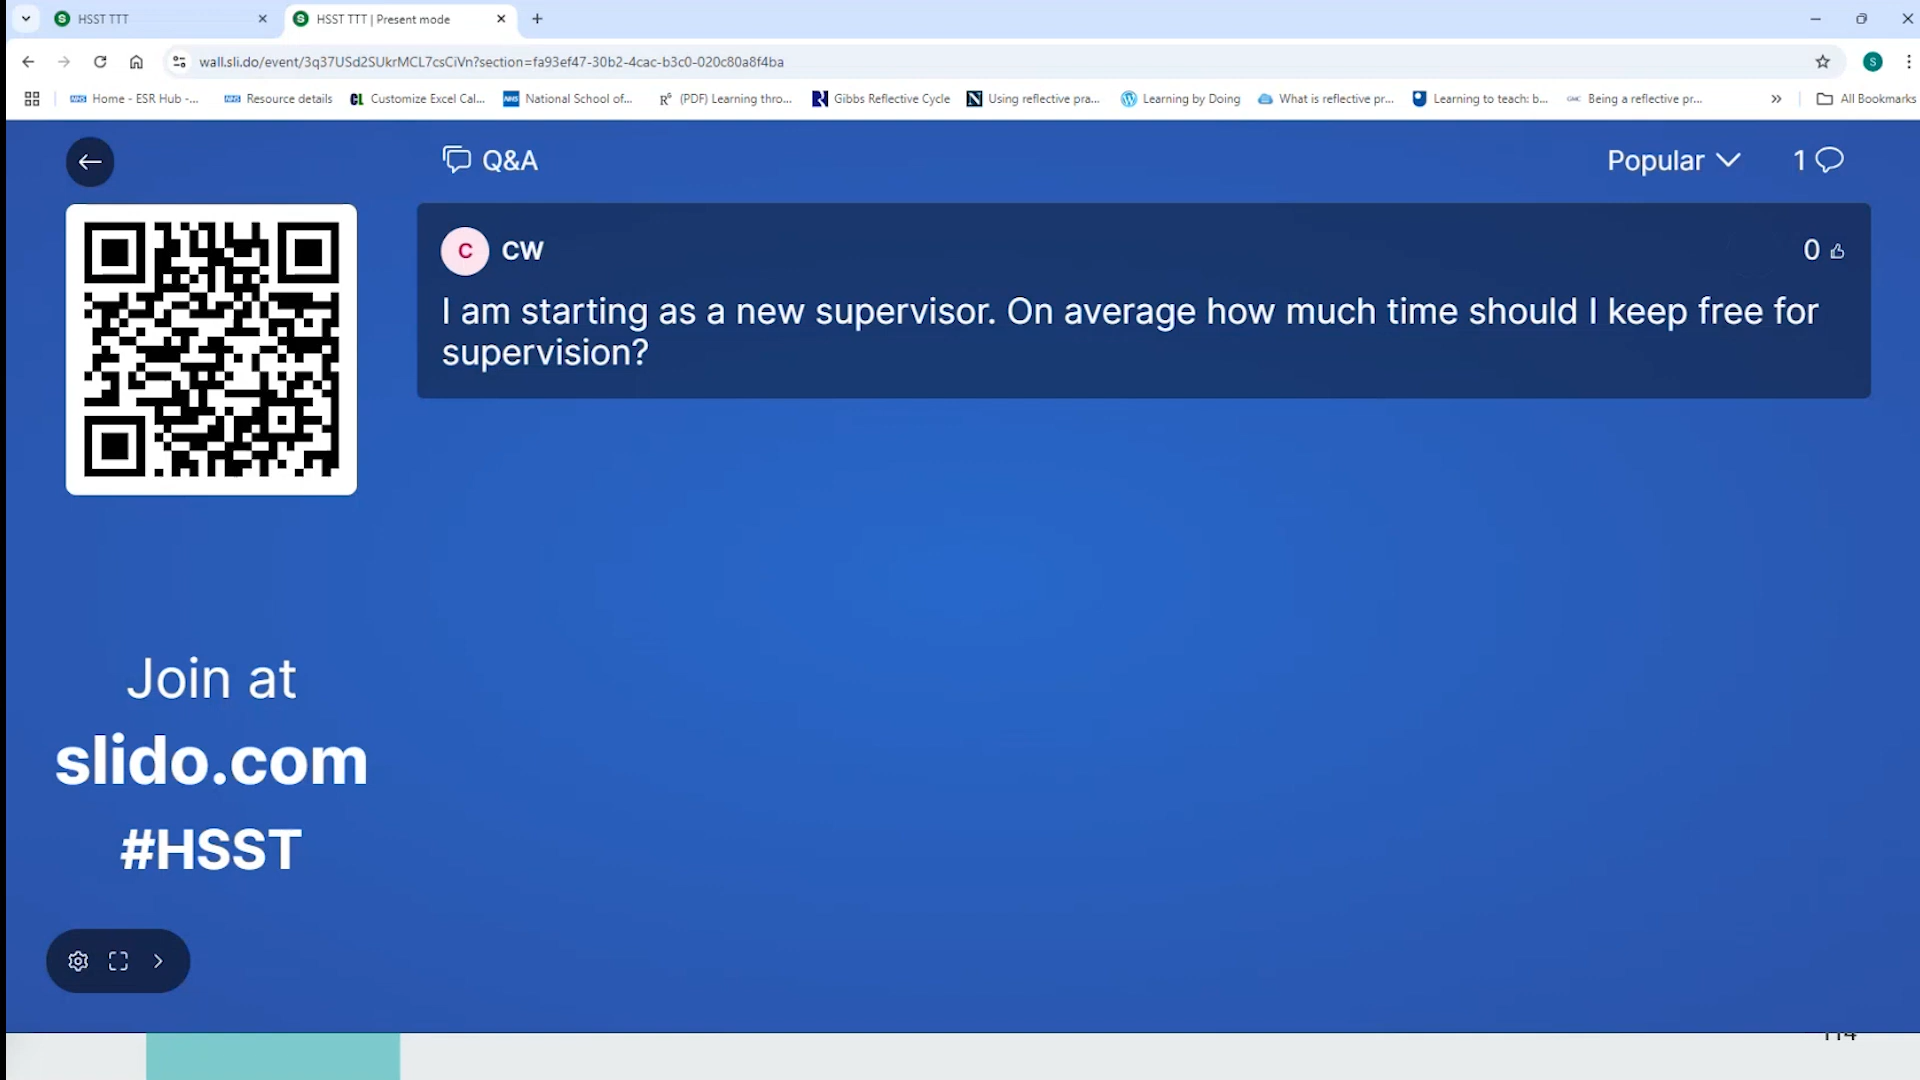 HSST TTT
HSST TTT | Present mode
wall.sli.do/event/3q37USd2SUkrMCL7csCiVn?section=fa93ef47-30b2-4cac-b3c0-020c80a8f4ba
S
Home - ESR Hub -...
Resource details
CL Customize Excel Cal...
National School of...
R⁶ (PDF) Learning thro...
Gibbs Reflective Cycle
N Using reflective pra...
Learning by Doing
What is reflective pr...
Learning to teach: b...
Being a reflective pr...
All Bookmarks
Q&A
Popular
1
C CW
0
I am starting as a new supervisor. On average how much time should I keep free for
supervision?
Join at
slido.com
#HSST